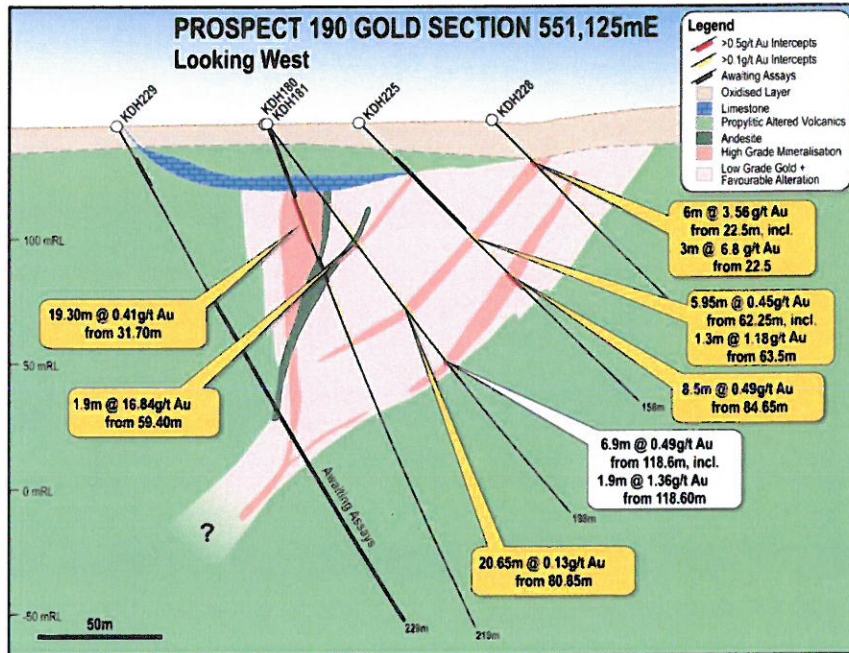 PROSPECT 190 GOLD SECTION 551,125mE
Looking West
Legend
>0.5g/t Au Intercepts
>0.1g/t Au Intercepts
Awaiting Assays
Oxidised Layer
Limestone
Propylitic Altered Volcanics
Andesite
High Grade Mineralisation
Low Grade Gold +
Favourable Alteration
KDH229
KDH180
KDH181
KDH225
KDH228
100 mRL
50 mRL
0 mRL
-50 mRL
6m @ 3.56 g/t Au
from 22.5m, incl.
3m @ 6.8 g/t Au
from 22.5
5.95m @ 0.45g/t Au
from 62.25m, incl.
1.3m @ 1.18g/t Au
from 63.5m
8.5m @ 0.49g/t Au
from 84.65m
19.30m @ 0.41g/t Au
from 31.70m
1.9m @ 16.84g/t Au
from 59.40m
6.9m @ 0.49g/t Au
from 118.6m, incl.
1.9m @ 1.36g/t Au
from 118.60m
20.65m @ 0.13g/t Au
from 80.85m
Awaiting Assays
?
50m
229m